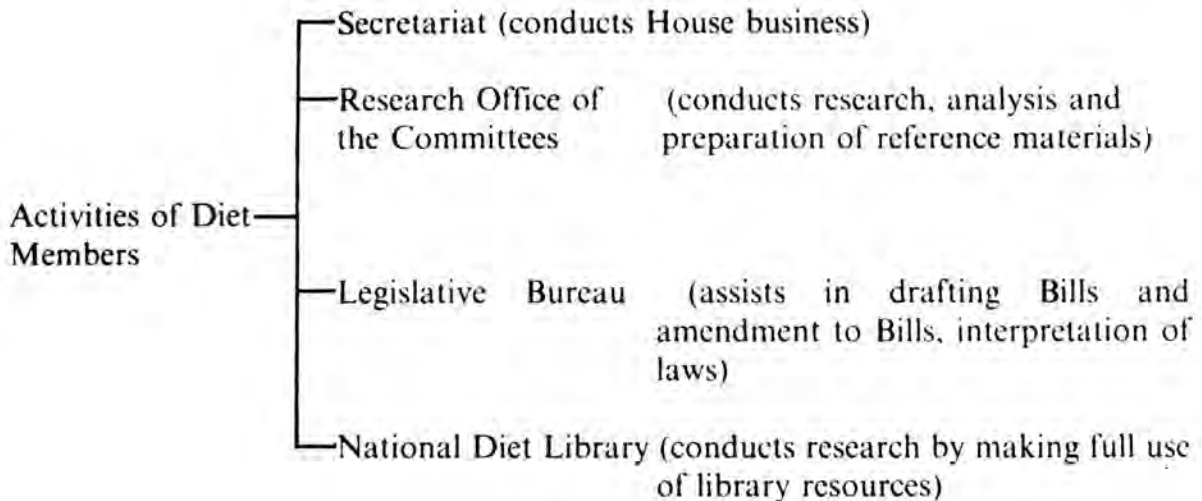 Secretariat (conducts House business)
Research Office of (conducts research, analysis and
the Committees preparation of reference materials)
Activities of Diet
Members
Legislative Bureau (assists in drafting Bills and
amendment to Bills, interpretation of
laws)
National Diet Library (conducts research by making full use
of library resources)